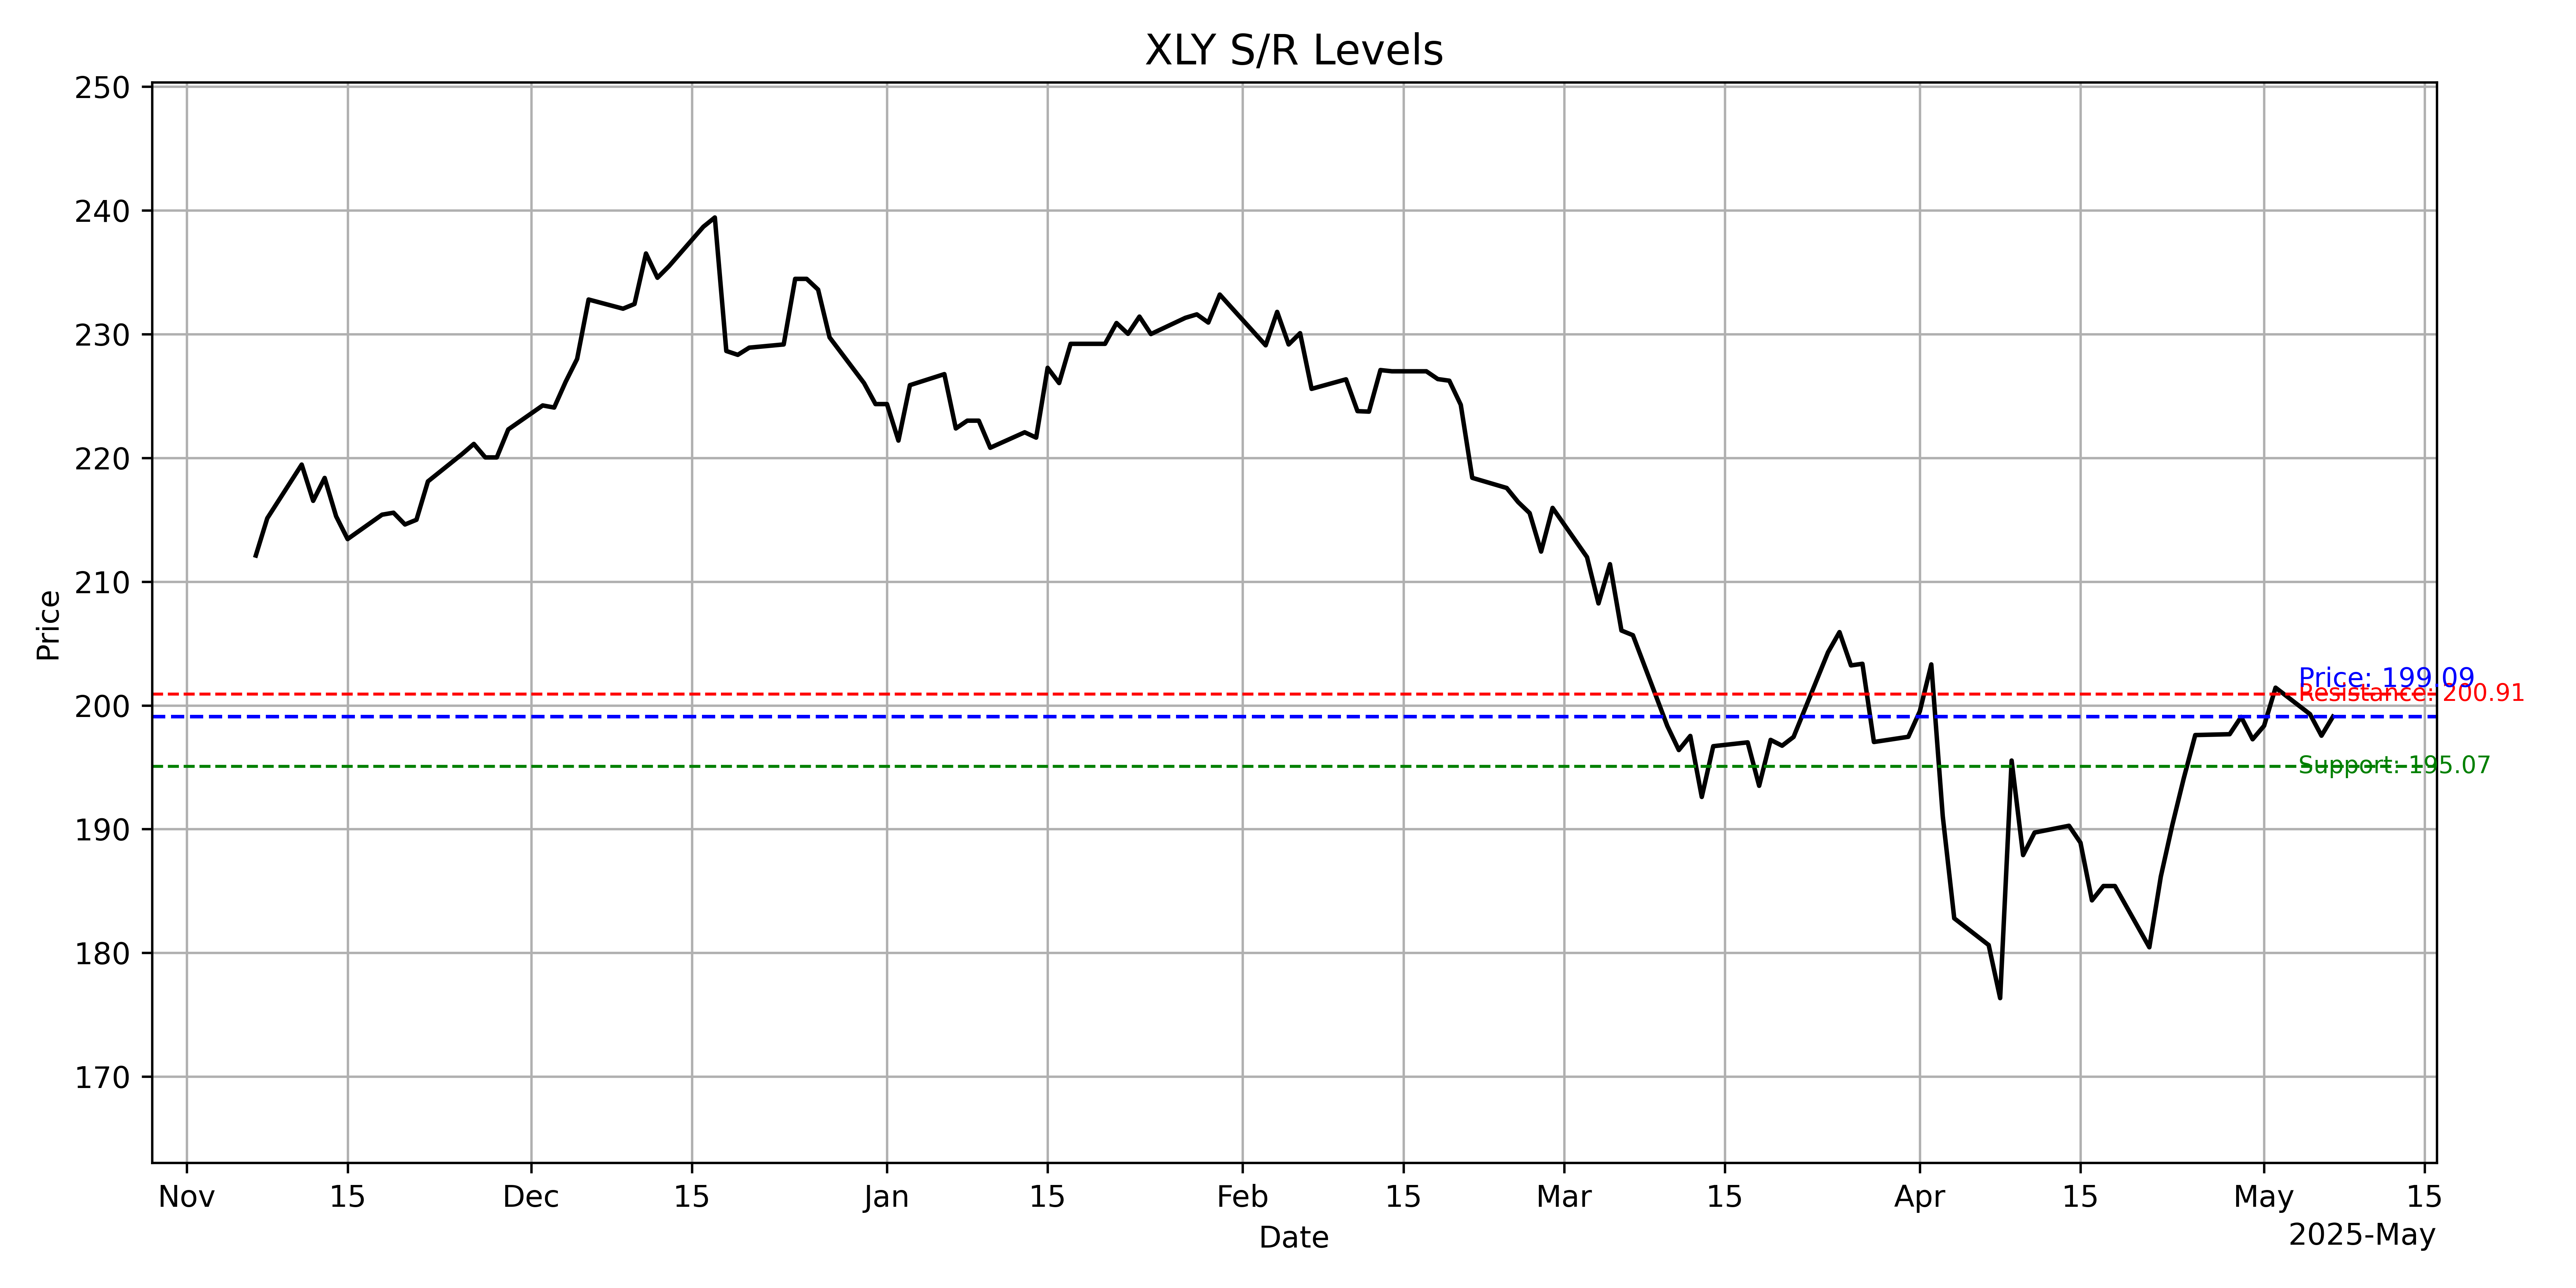 XLY S/R Levels
250
240
230
220
210
200
190
180
170
Price
Price: 199.09
Resistance: 200.91
Support: 195.07
Nov 15 Dec 15 Jan 15 Feb 15 Mar 15 Apr 15 May 15
Date
2025-May